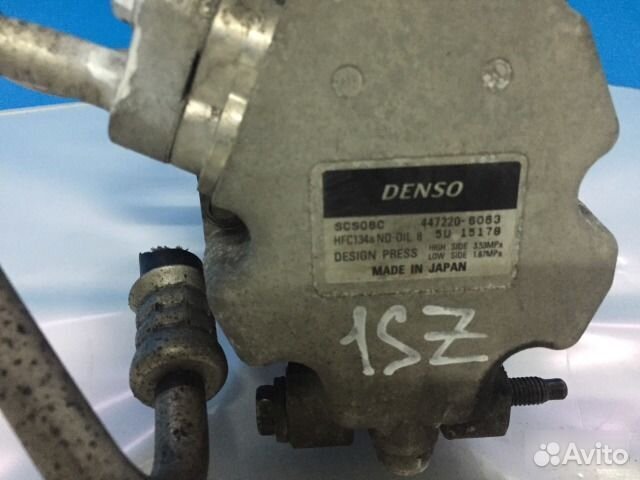 DENSO
SCS06C 447220-6063
HFC134a ND-OIL 8 5U 15178
DESIGN PRESS HIGH SIDE 3.53MPa
LOW SIDE 1.67MPa
MADE IN JAPAN
1SZ
Avito